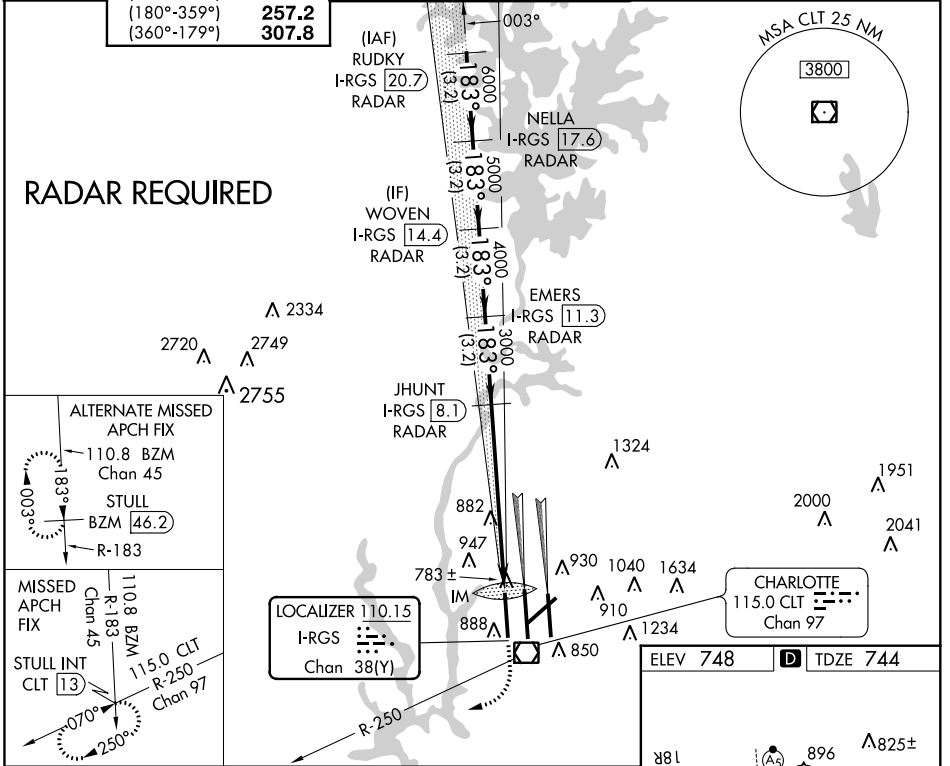 (180°-359°) 257.2
(360°-179°) 307.8
003°
(IAF)
RUDKY
I-RGS 20.7
RADAR
6000
183°
(3.2)
NELLA
I-RGS 17.6
RADAR
5000
183°
(3.2)
MSA CLT 25 NM
3800
RADAR REQUIRED
(IF)
WOVEN
I-RGS 14.4
RADAR
4000
183°
(3.2)
EMERS
I-RGS 11.3
RADAR
3000
183°
(3.2)
JHUNT
I-RGS 8.1
RADAR
2334
2720
2749
2755
ALTERNATE MISSED
APCH FIX
110.8 BZM
Chan 45
183°
003°
STULL
BZM 46.2
R-183
1324
1951
2000
2041
882
947
783 ±
IM
930
1040
1634
910
888
1234
850
MISSED
APCH
FIX
110.8 BZM
R-183
Chan 45
STULL INT
CLT 13
115.0 CLT
R-250
Chan 97
070°
250°
LOCALIZER 110.15
I-RGS
Chan 38(Y)
CHARLOTTE
115.0 CLT
Chan 97
R-250
ELEV 748 D TDZE 744
18R
A5
896
825±